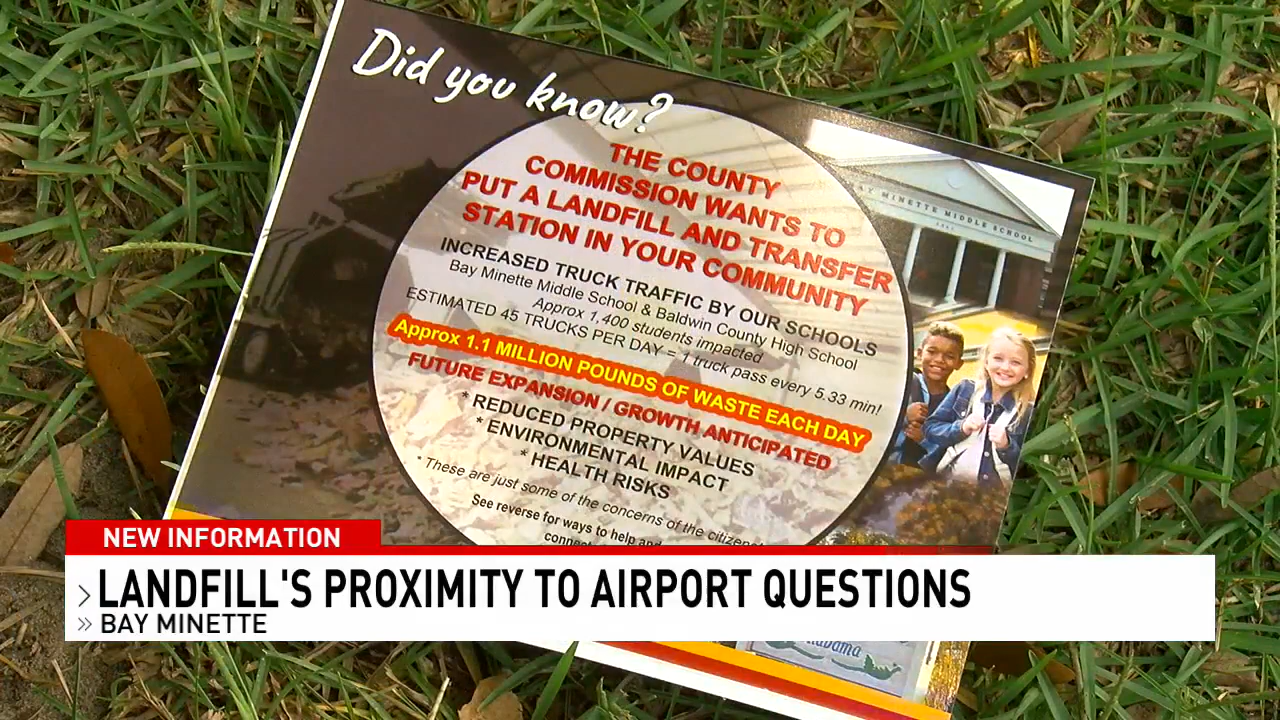 Did you know?
THE COUNTY
COMMISSION WANTS TO
PUT A LANDFILL AND TRANSFER
STATION IN YOUR COMMUNITY
INCREASED TRUCK TRAFFIC BY OUR SCHOOLS
Bay Minette Middle School & Baldwin County High School
Approx 1,400 students impacted
ESTIMATED 45 TRUCKS PER DAY = 1 truck pass every 5.33 min!
Approx 1.1 MILLION POUNDS OF WASTE EACH DAY
FUTURE EXPANSION / GROWTH ANTICIPATED
* REDUCED PROPERTY VALUES
* ENVIRONMENTAL IMPACT
* HEALTH RISKS
* These are just some of the concerns of the
See reverse for ways to help and
BAY MINETTE MIDDLE SCHOOL
NEW INFORMATION
LANDFILL'S PROXIMITY TO AIRPORT QUESTIONS
BAY MINETTE